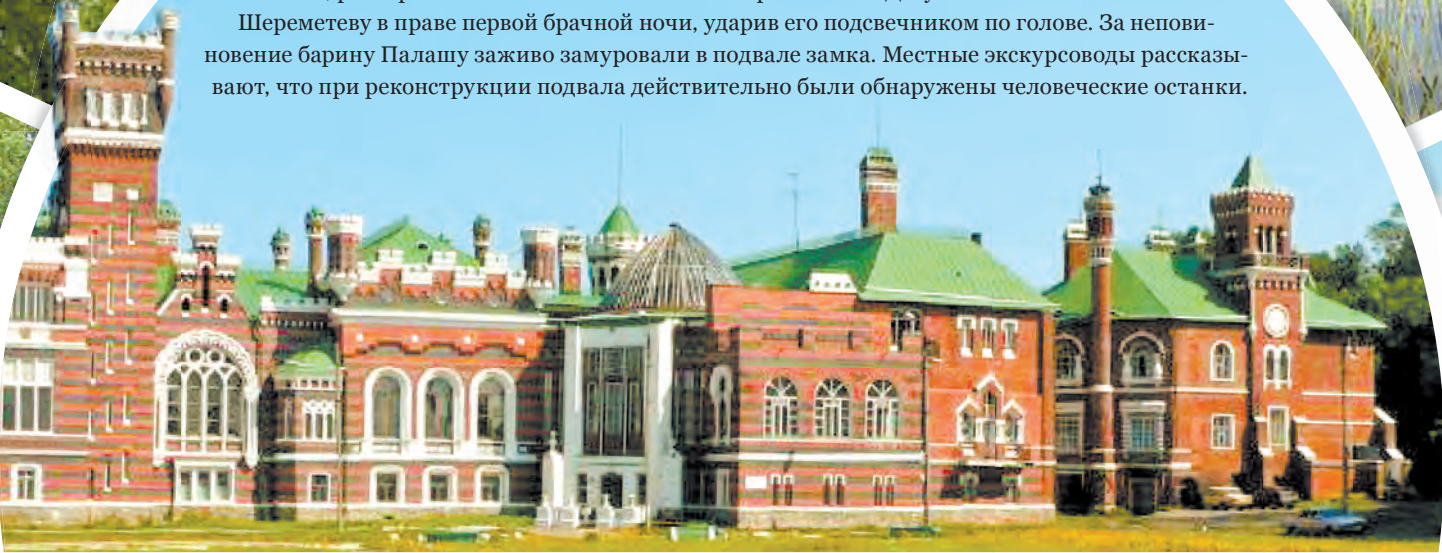 Шереметеву в праве первой брачной ночи, ударив его подсвечником по голове. За непови-
новение барину Палашу заживо замуровали в подвале замка. Местные экскурсоводы рассказы-
вают, что при реконструкции подвала действительно были обнаружены человеческие останки.